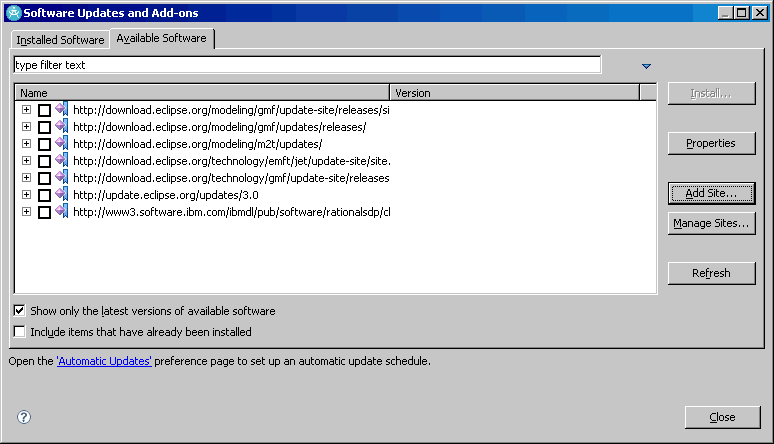 Software Updates and Add-ons
Installed Software
Available Software
type filter text
Name
Version
http://download.eclipse.org/modeling/gmf/update-site/releases/si
http://download.eclipse.org/modeling/gmf/updates/releases/
http://download.eclipse.org/modeling/m2t/updates/
http://download.eclipse.org/technology/emft/jet/update-site/site.
http://download.eclipse.org/technology/gmf/update-site/releases
http://update.eclipse.org/updates/3.0
http://www3.software.ibm.com/ibmdl/pub/software/rationalsdp/cl
Install...
Properties
Add Site...
Manage Sites...
Refresh
Show only the latest versions of available software
Include items that have already been installed
Open the 'Automatic Updates' preference page to set up an automatic update schedule.
?
Close